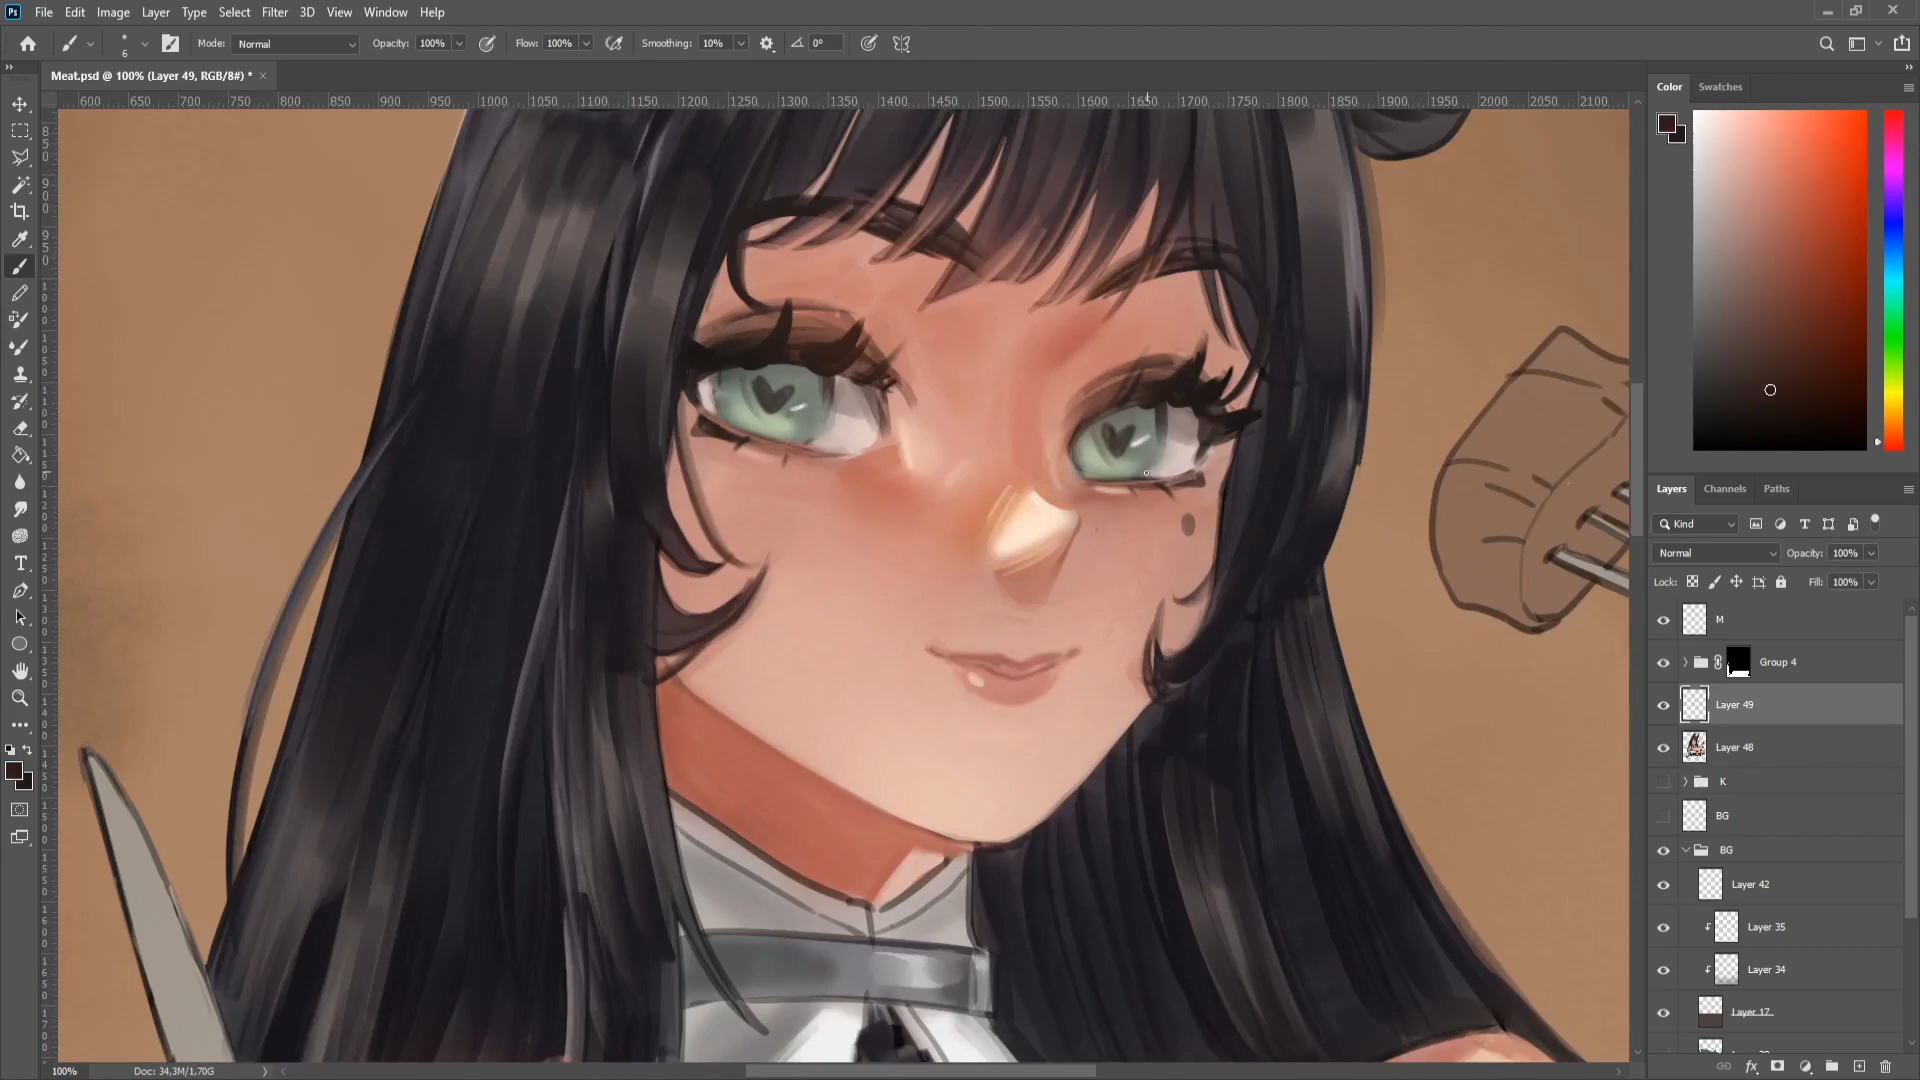 Ps File Edit Image Layer Type Select Filter 3D View Window Help
6 Mode: Normal Opacity: 100% Flow: 100% Smoothing: 10% 0°
Meat.psd @ 100% (Layer 49, RGB/8#) *
600 650 700 750 800 850 900 950 1000 1050 1100 1150 1200 1250 1300 1350 1400 1450 1500 1550 1600 1650 1700 1750 1800 1850 1900 1950 2000 2050 2100
Color Swatches
Layers Channels Paths
Kind
Normal Opacity: 100%
Lock: Fill: 100%
M
Group 4
Layer 49
Layer 48
K
BG
BG
Layer 42
Layer 35
Layer 34
Layer 17
100% Doc: 34,3M/1,70G